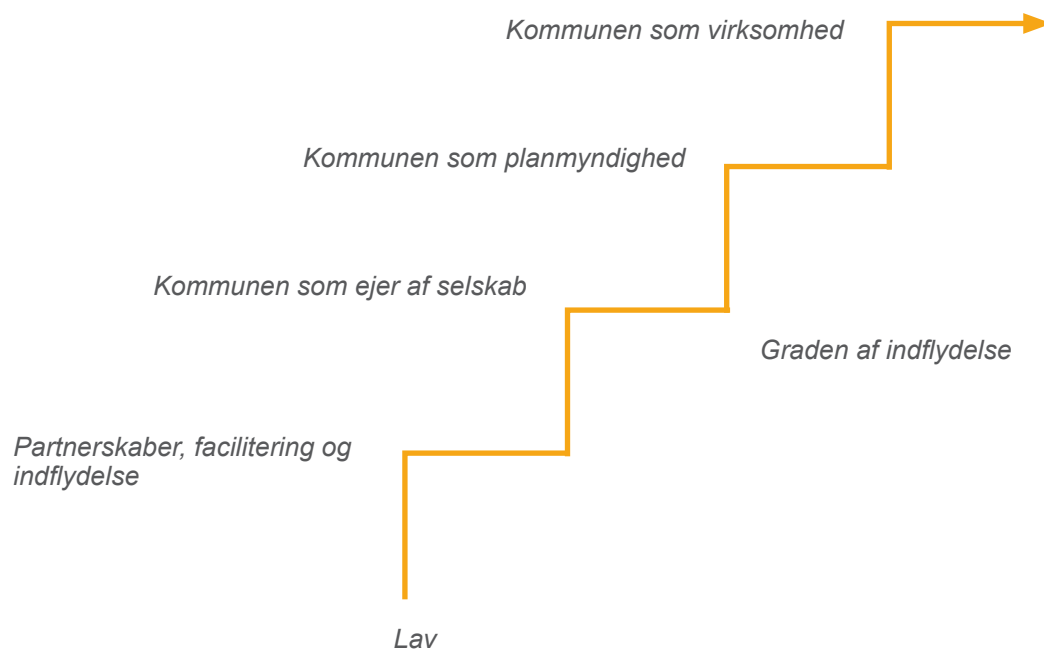 Kommunen som virksomhed
Kommunen som planmyndighed
Kommunen som ejer af selskab
Graden af indflydelse
Partnerskaber, facilitering og
indflydelse
Lav